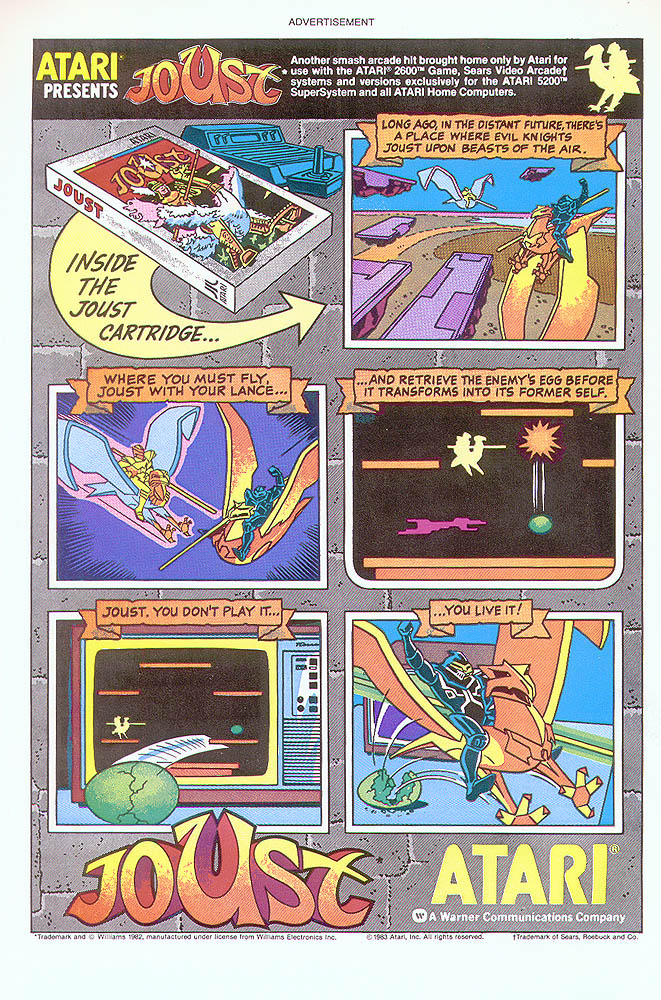 ADVERTISEMENT
ATARI®
PRESENTS
JOUST
Another smash arcade hit brought home only by Atari for
* use with the ATARI® 2600™ Game, Sears Video Arcade†
systems and versions exclusively for the ATARI 5200™
SuperSystem and all ATARI Home Computers.
ATARI
JOUST
JOUST
ATARI
INSIDE
THE
JOUST
CARTRIDGE...
LONG AGO, IN THE DISTANT FUTURE, THERE'S
A PLACE WHERE EVIL KNIGHTS
JOUST UPON BEASTS OF THE AIR.
WHERE YOU MUST FLY,
JOUST WITH YOUR LANCE...
...AND RETRIEVE THE ENEMY'S EGG BEFORE
IT TRANSFORMS INTO ITS FORMER SELF.
JOUST. YOU DON'T PLAY IT...
...YOU LIVE IT!
JOUST*
ATARI®
A Warner Communications Company
*Trademark and © Williams 1982, manufactured under license from Williams Electronics Inc.
© 1983 Atari, Inc. All rights reserved.
†Trademark of Sears, Roebuck and Co.